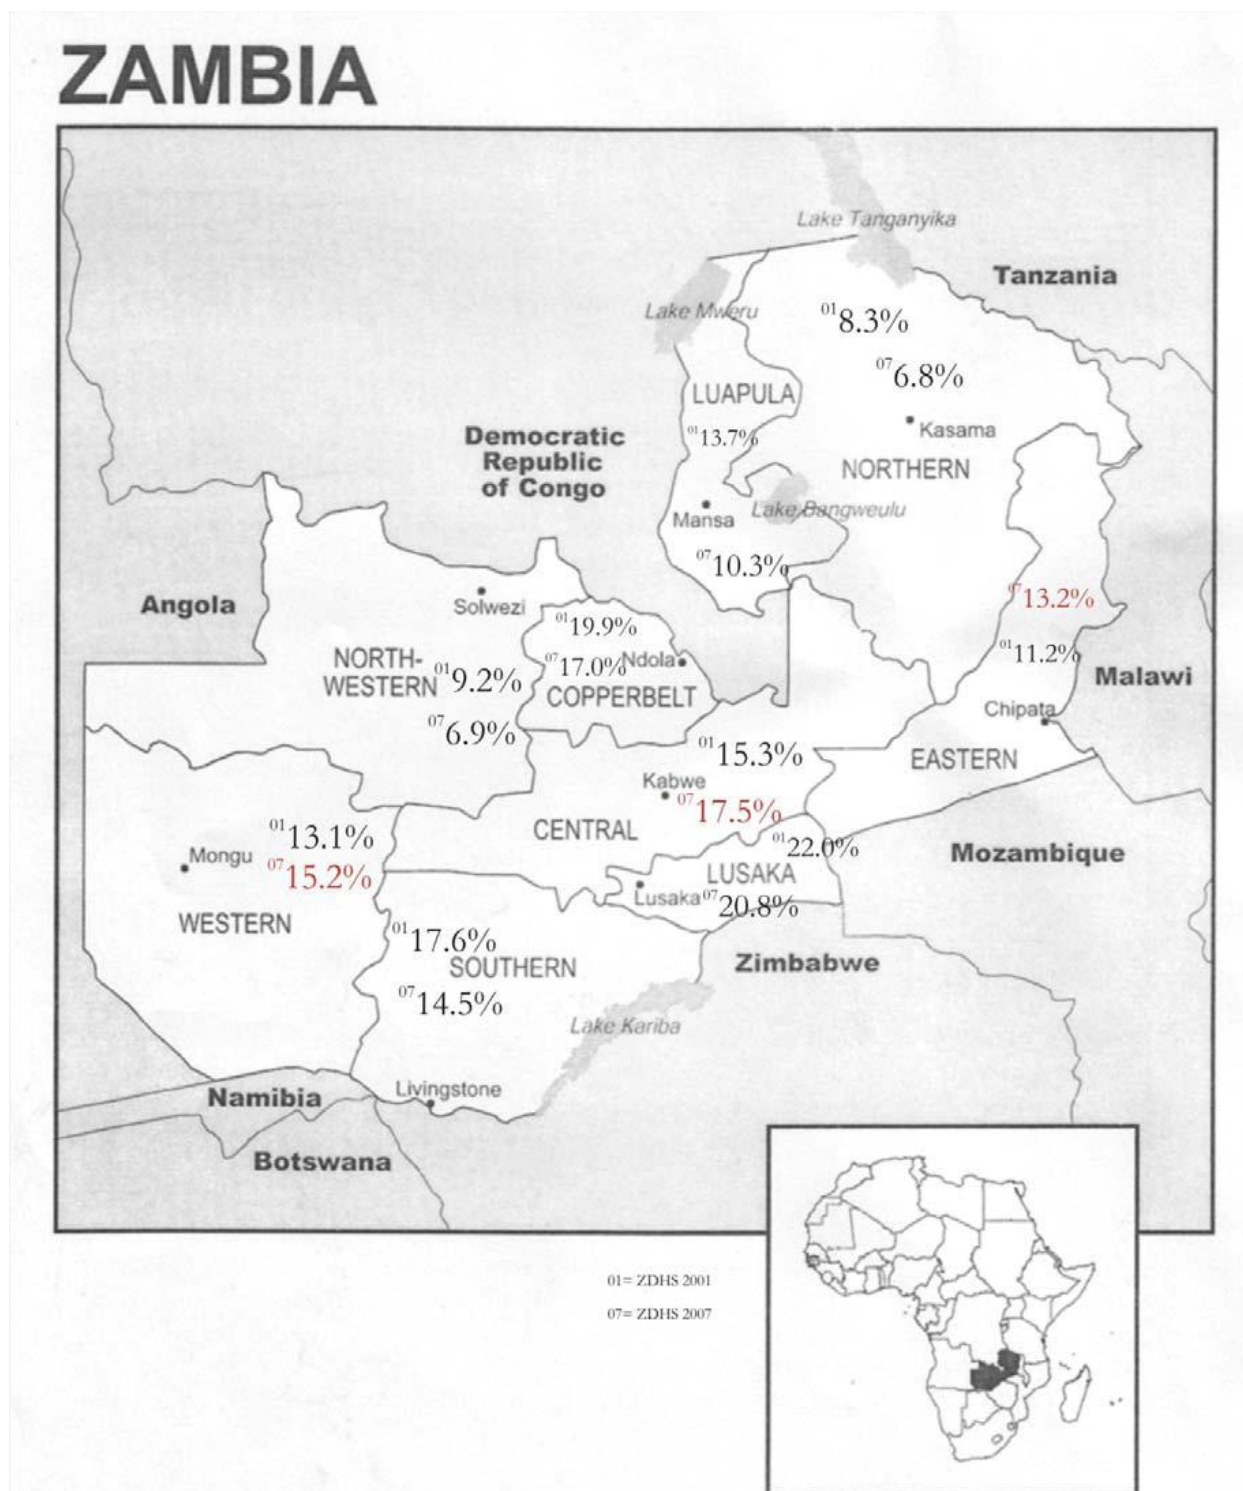 ZAMBIA
Lake Tanganyika
Tanzania
Lake Mweru
01 8.3%
07 6.8%
LUAPULA
01 13.7%
Kasama
Democratic
Republic
of Congo
NORTHERN
Mansa
Lake Bangweulu
07 10.3%
Angola
Solwezi
07 13.2%
01 19.9%
01 11.2%
NORTH-
WESTERN
01 9.2%
07 17.0%
Ndola
COPPERBELT
Malawi
Chipata
07 6.9%
01 15.3%
EASTERN
Kabwe
07 17.5%
CENTRAL
01 13.1%
Mongu
07 15.2%
01 22.0%
LUSAKA
Mozambique
Lusaka
07 20.8%
WESTERN
01 17.6%
SOUTHERN
Zimbabwe
07 14.5%
Lake Kariba
Livingstone
Namibia
Botswana
01= ZDHS 2001
07= ZDHS 2007